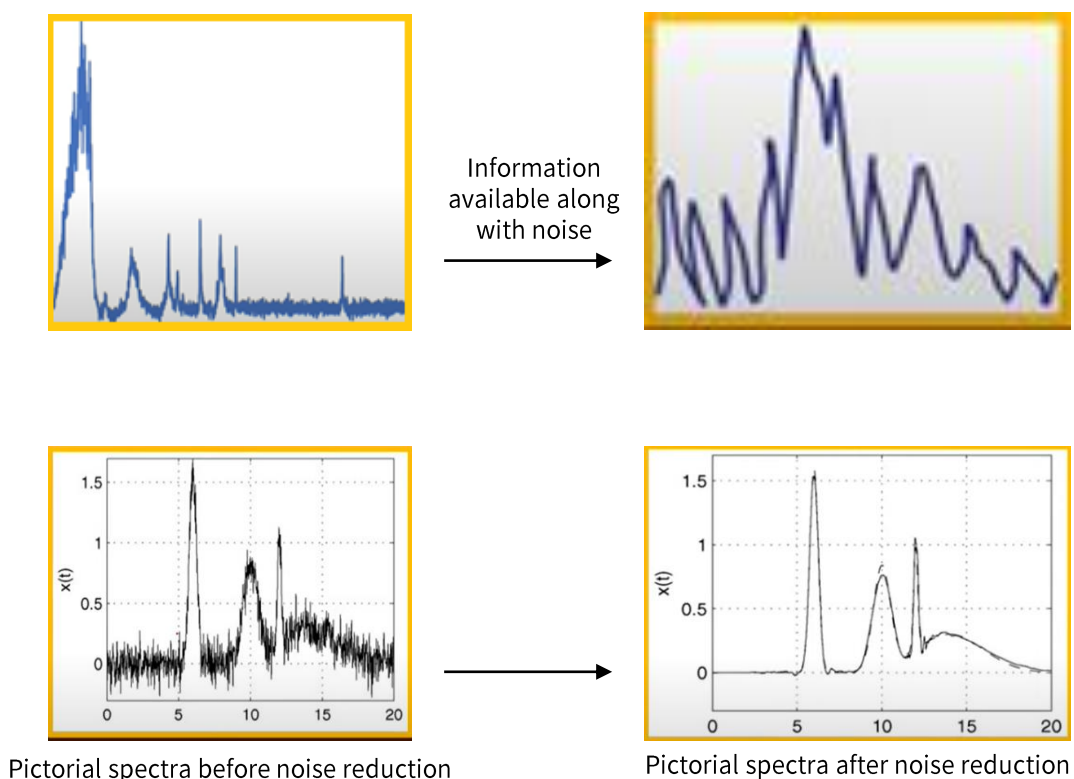 Information
available along
with noise
1.5
1
0.5
0
x(t)
0 5 10 15 20
1.5
1
0.5
0
x(t)
0 5 10 15 20
Pictorial spectra before noise reduction
Pictorial spectra after noise reduction